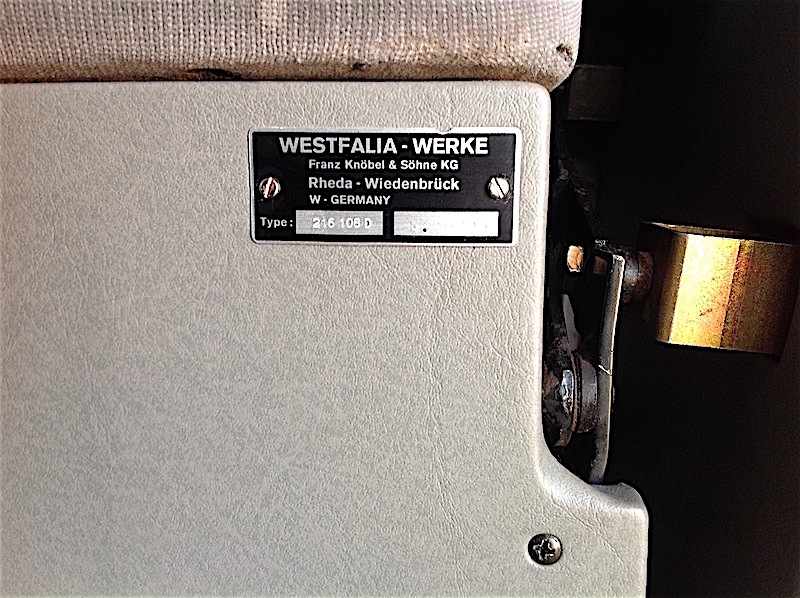 WESTFALIA - WERKE
Franz Knöbel & Söhne KG
Rheda - Wiedenbrück
W - GERMANY
Type: 216 108 D